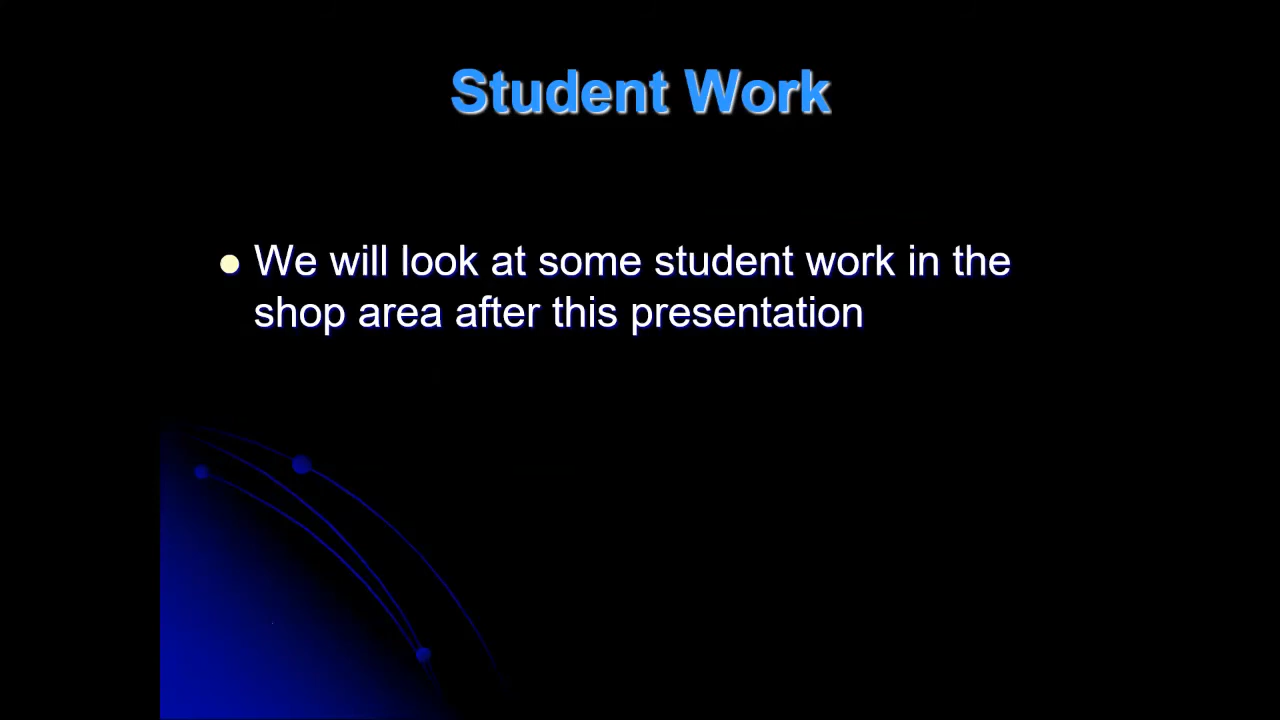 Student Work
We will look at some student work in the
shop area after this presentation